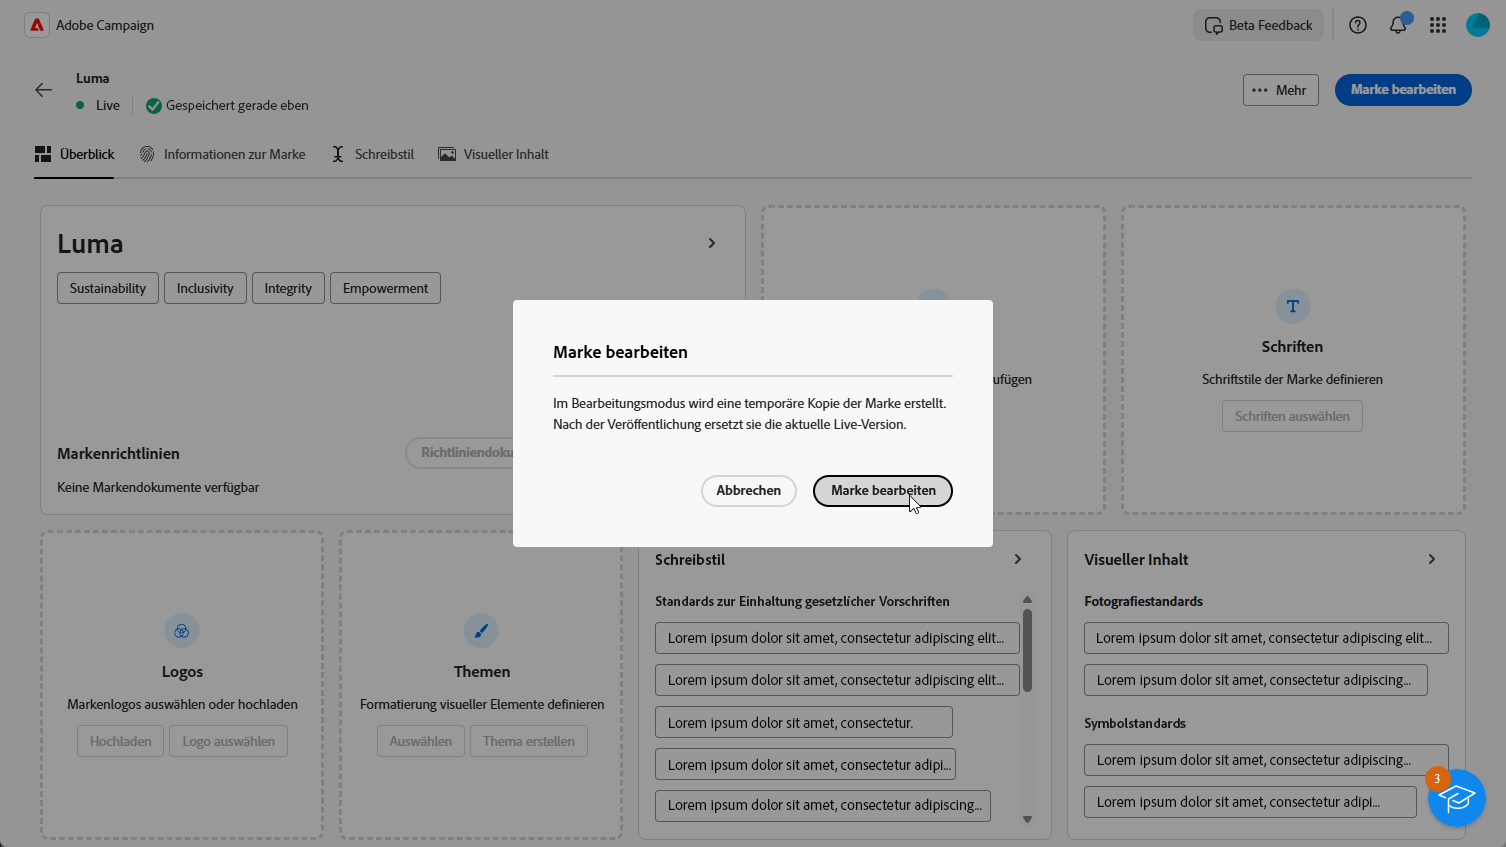 Adobe Campaign
Beta Feedback
Luma
Live
Gespeichert gerade eben
Mehr
Marke bearbeiten
Überblick
Informationen zur Marke
Schreibstil
Visueller Inhalt
Luma
Sustainability
Inclusivity
Integrity
Empowerment
Markenrichtlinien
Keine Markendokumente verfügbar
Schriften
Schriftstile der Marke definieren
Schriften auswählen
Marke bearbeiten
Im Bearbeitungsmodus wird eine temporäre Kopie der Marke erstellt.
Nach der Veröffentlichung ersetzt sie die aktuelle Live-Version.
Abbrechen
Marke bearbeiten
Logos
Markenlogos auswählen oder hochladen
Hochladen
Logo auswählen
Themen
Formatierung visueller Elemente definieren
Auswählen
Thema erstellen
Schreibstil
Standards zur Einhaltung gesetzlicher Vorschriften
Lorem ipsum dolor sit amet, consectetur adipiscing elit...
Lorem ipsum dolor sit amet, consectetur adipiscing elit...
Lorem ipsum dolor sit amet, consectetur.
Lorem ipsum dolor sit amet, consectetur adipi...
Lorem ipsum dolor sit amet, consectetur adipiscing...
Visueller Inhalt
Fotografiestandards
Lorem ipsum dolor sit amet, consectetur adipiscing elit...
Lorem ipsum dolor sit amet, consectetur adipiscing...
Symbolstandards
Lorem ipsum dolor sit amet, consectetur adipiscing...
Lorem ipsum dolor sit amet, consectetur adipi...
3